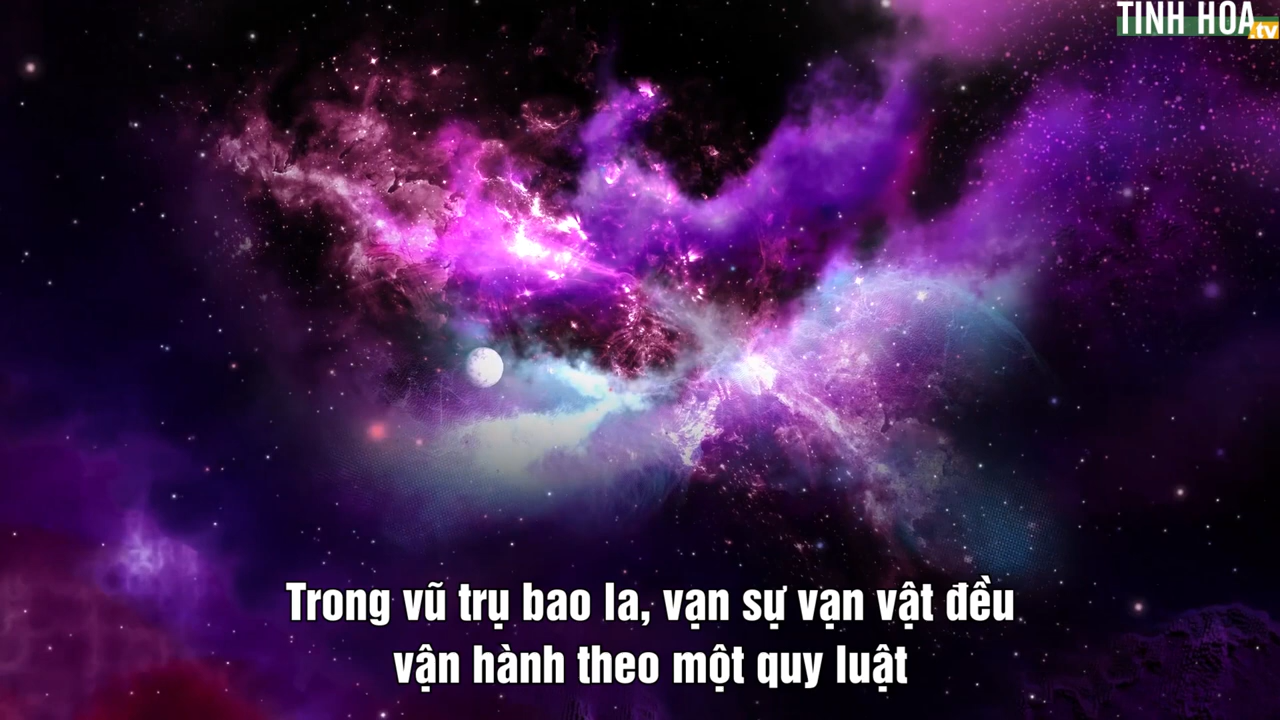 TINH HOA
.tv
Trong vũ trụ bao la, vạn sự vạn vật đều
vận hành theo một quy luật